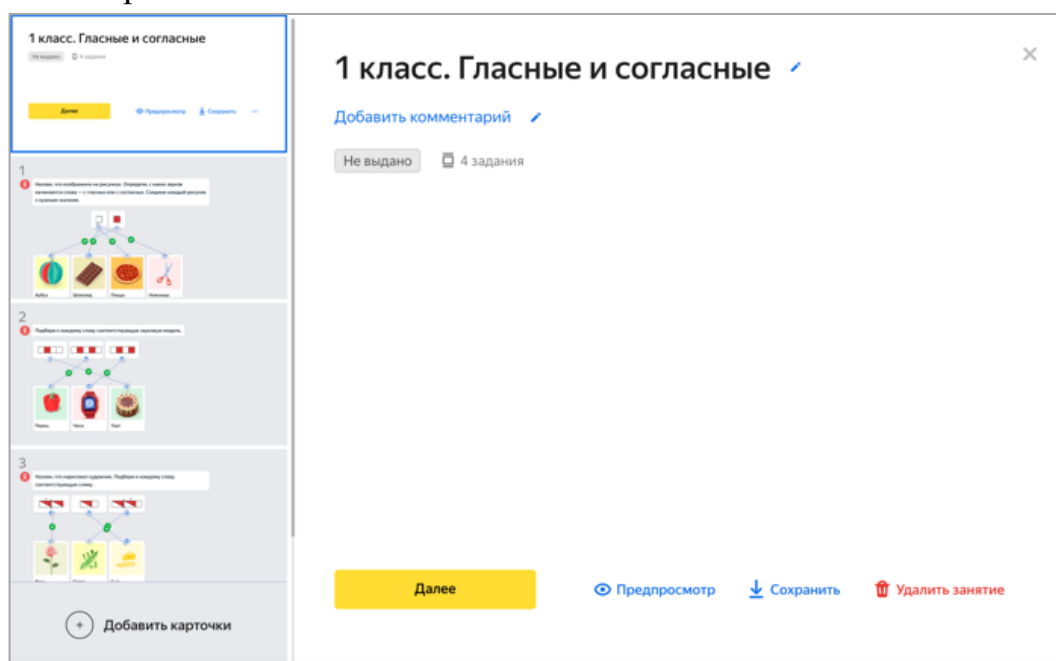 1 класс. Гласные и согласные
Не выдано 4 задания
Далее Предпросмотр Сохранить
1
Назови, что изображено на рисунках. Определи, с каких звуков
начинаются слова — с гласных или с согласных. Соедини каждый рисунок
с нужным значком.
Арбуз Шоколад Пицца Ножницы
2
Подбери к каждому слову соответствующую звуковую модель.
Перец Часы Торт
3
Назови, что нарисовал художник. Подбери к каждому слову
соответствующую схему.
Добавить карточки
1 класс. Гласные и согласные
Добавить комментарий
Не выдано 4 задания
Далее Предпросмотр Сохранить Удалить занятие